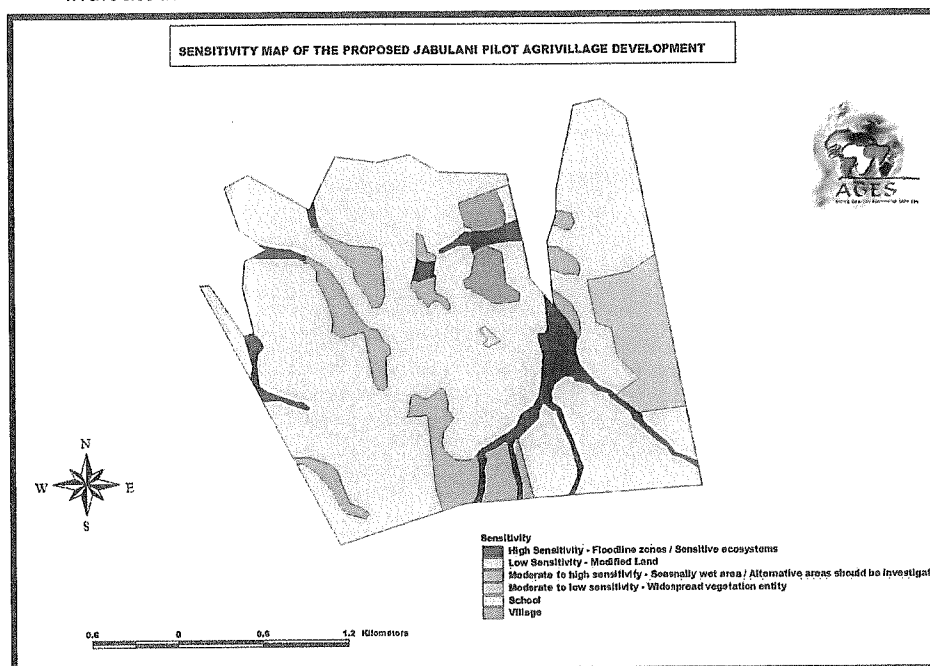 SENSITIVITY MAP OF THE PROPOSED JABULANI PILOT AGRIVILLAGE DEVELOPMENT
AGES
N
W E
S
Sensitivity
High Sensitivity - Floodline zones / Sensitive ecosystems
Low Sensitivity - Modified Land
Moderate to high sensitivity - Seasnally wet area / Alternative areas should be investigat
Moderate to low sensitivity - Widespread vegetation entity
School
Village
0.6 0 0.6 1.2 Kilometers